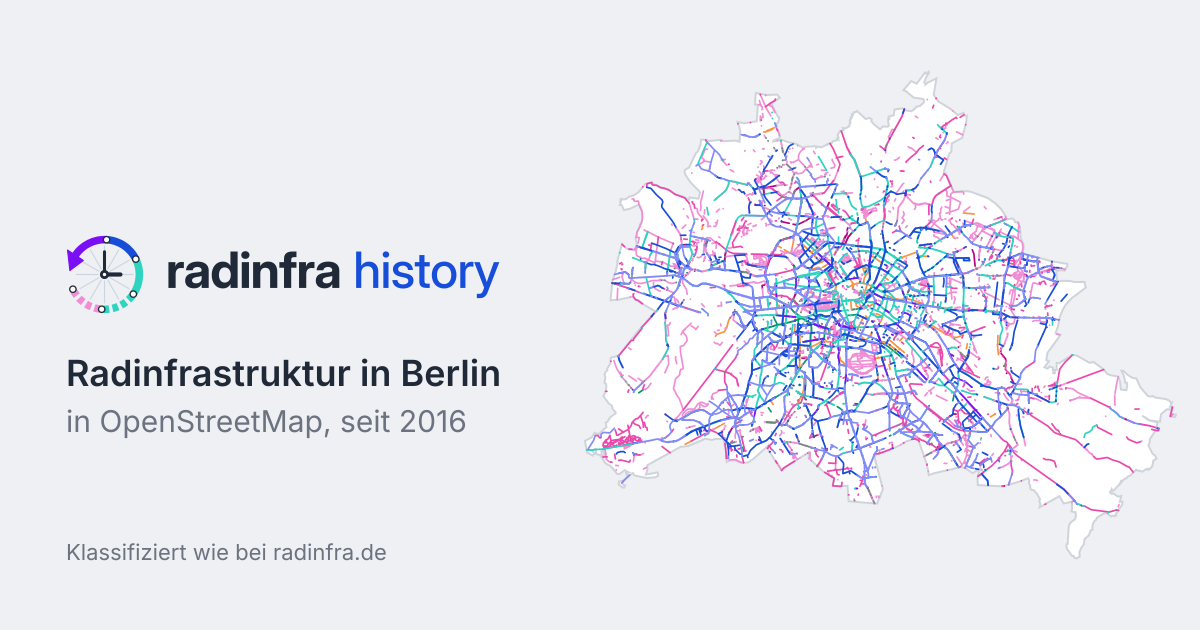 radinfra history
Radinfrastruktur in Berlin
in OpenStreetMap, seit 2016
Klassifiziert wie bei radinfra.de